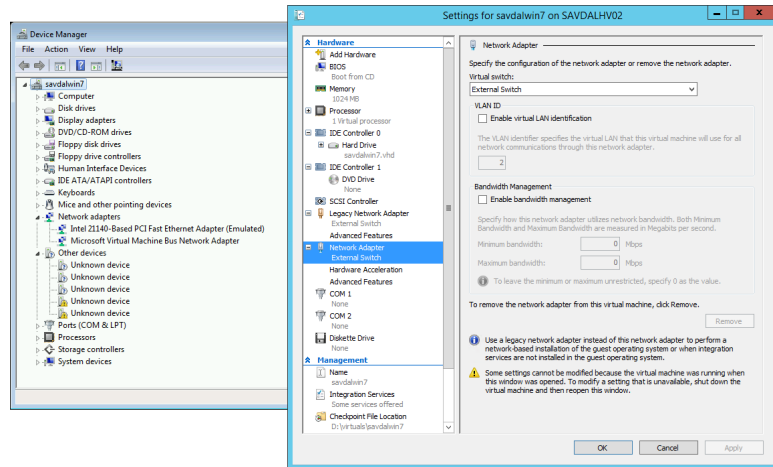 Device Manager
File Action View Help
savdalwin7
Computer
Disk drives
Display adapters
DVD/CD-ROM drives
Floppy disk drives
Floppy drive controllers
Human Interface Devices
IDE ATA/ATAPI controllers
Keyboards
Mice and other pointing devices
Network adapters
Intel 21140-Based PCI Fast Ethernet Adapter (Emulated)
Microsoft Virtual Machine Bus Network Adapter
Other devices
Unknown device
Unknown device
Unknown device
Unknown device
Unknown device
Ports (COM & LPT)
Processors
Storage controllers
System devices
Settings for savdalwin7 on SAVDALHV02
Hardware
Add Hardware
BIOS
Boot from CD
Memory
1024 MB
Processor
1 Virtual processor
IDE Controller 0
Hard Drive
savdalwin7.vhd
IDE Controller 1
DVD Drive
None
SCSI Controller
Legacy Network Adapter
External Switch
Advanced Features
Network Adapter
External Switch
Hardware Acceleration
Advanced Features
COM 1
None
COM 2
None
Diskette Drive
None
Management
Name
savdalwin7
Integration Services
Some services offered
Checkpoint File Location
D:\virtuals\savdalwin7
Network Adapter
Specify the configuration of the network adapter or remove the network adapter.
Virtual switch:
External Switch
VLAN ID
Enable virtual LAN identification
The VLAN identifier specifies the virtual LAN that this virtual machine will use for all
network communications through this network adapter.
2
Bandwidth Management
Enable bandwidth management
Specify how this network adapter utilizes network bandwidth. Both Minimum
Bandwidth and Maximum Bandwidth are measured in Megabits per second.
Minimum bandwidth: 0 Mbps
Maximum bandwidth: 0 Mbps
To leave the minimum or maximum unrestricted, specify 0 as the value.
To remove the network adapter from this virtual machine, click Remove.
Remove
Use a legacy network adapter instead of this network adapter to perform a
network-based installation of the guest operating system or when integration
services are not installed in the guest operating system.
Some settings cannot be modified because the virtual machine was running when
this window was opened. To modify a setting that is unavailable, shut down the
virtual machine and then reopen this window.
OK Cancel Apply